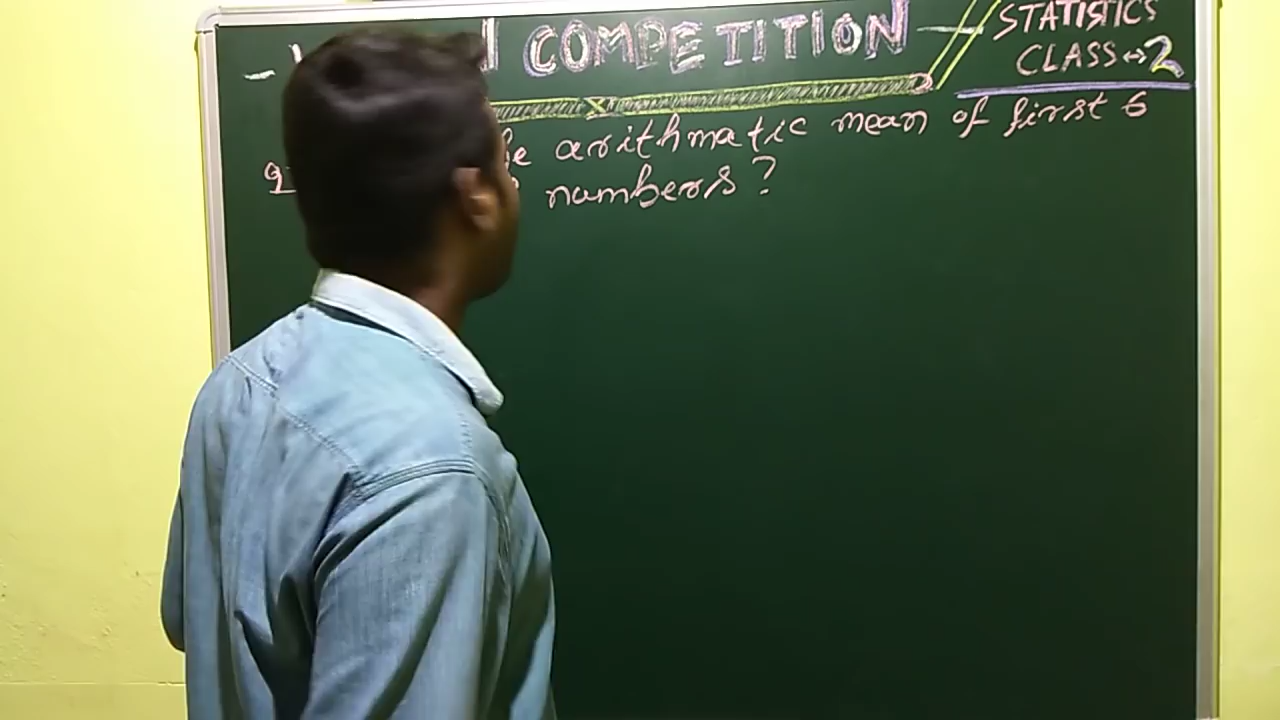 COMPETITION
STATISTICS
CLASS 2
arithmatic mean of first 6
numbers ?